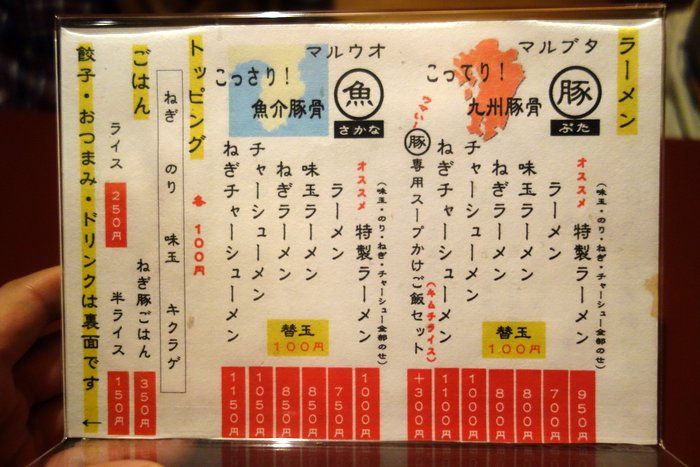 ラーメン
マルブタ
豚
ぶた
こってり！
九州豚骨
(味玉・のり・ねぎ・チャーシュー全部のせ)
オススメ 特製ラーメン 950円
ラーメン 700円
味玉ラーメン 800円
ねぎラーメン 800円
チャーシューメン 1000円
ねぎチャーシューメン 1100円
豚専用スープかけご飯セット ＋300円
(キムチライス)
替玉
100円
マルウオ
魚
さかな
こっさり！
魚介豚骨
(味玉・のり・ねぎ・チャーシュー全部のせ)
オススメ 特製ラーメン 1000円
ラーメン 750円
味玉ラーメン 850円
ねぎラーメン 850円
チャーシューメン 1050円
ねぎチャーシューメン 1150円
替玉
100円
トッピング 各100円
ねぎ のり 味玉 キクラゲ
ごはん
ねぎ豚ごはん 350円
ライス 250円
半ライス 150円
餃子・おつまみ・ドリンクは裏面です ←